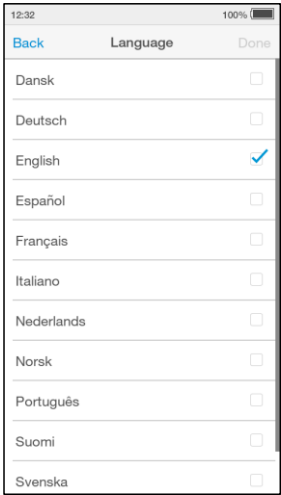 12:32 100%
Back Language Done
Dansk
Deutsch
English
Español
Français
Italiano
Nederlands
Norsk
Português
Suomi
Svenska